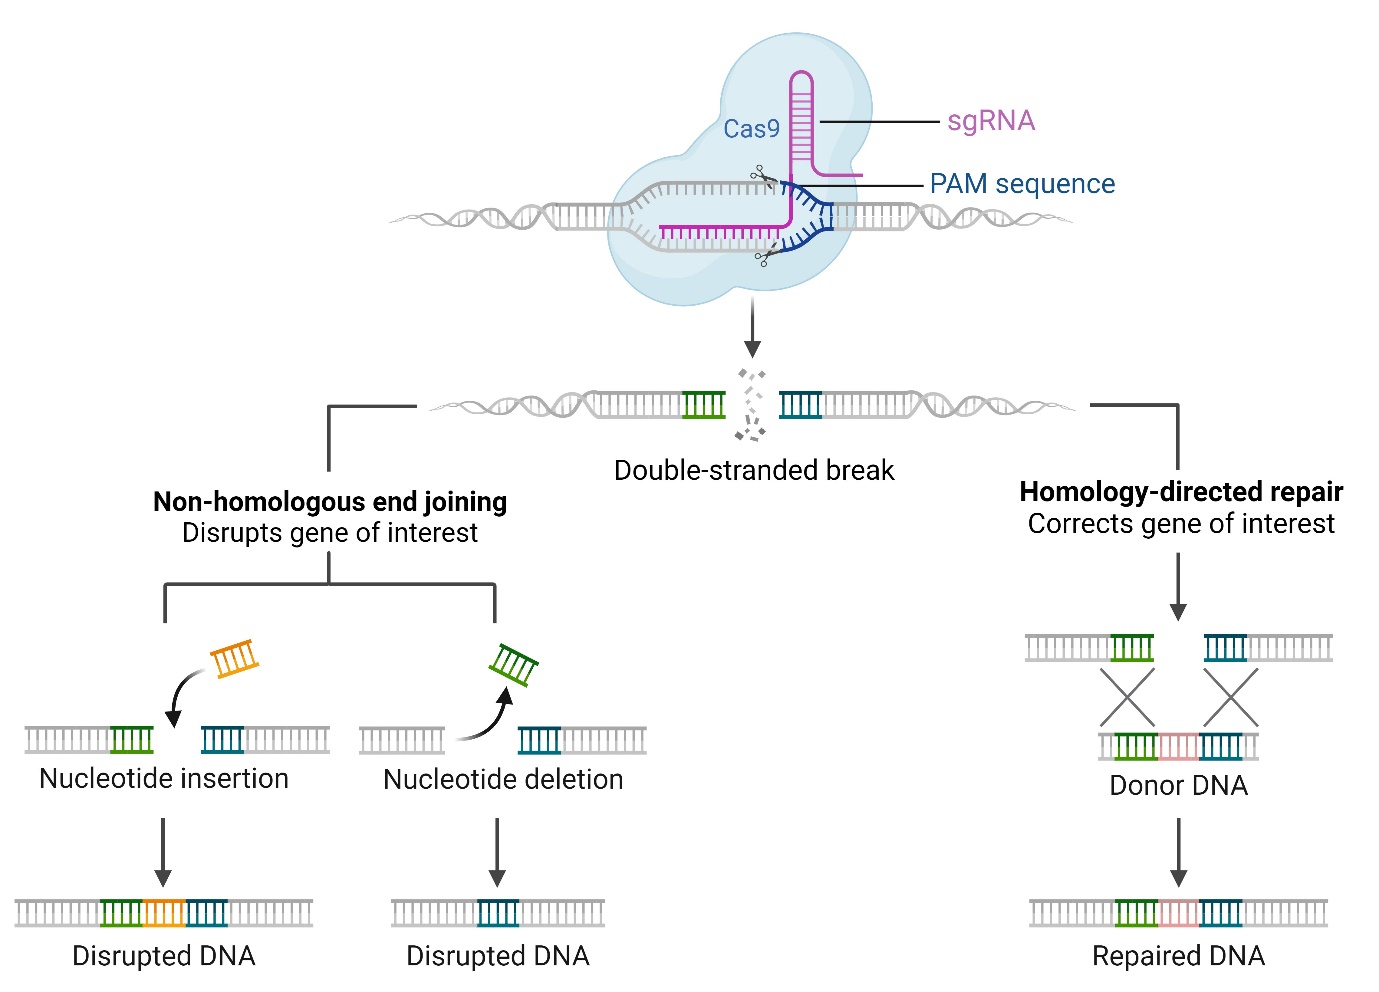 Cas9
sgRNA
PAM sequence
Double-stranded break
Non-homologous end joining
Disrupts gene of interest
Homology-directed repair
Corrects gene of interest
Nucleotide insertion
Nucleotide deletion
Donor DNA
Disrupted DNA
Disrupted DNA
Repaired DNA